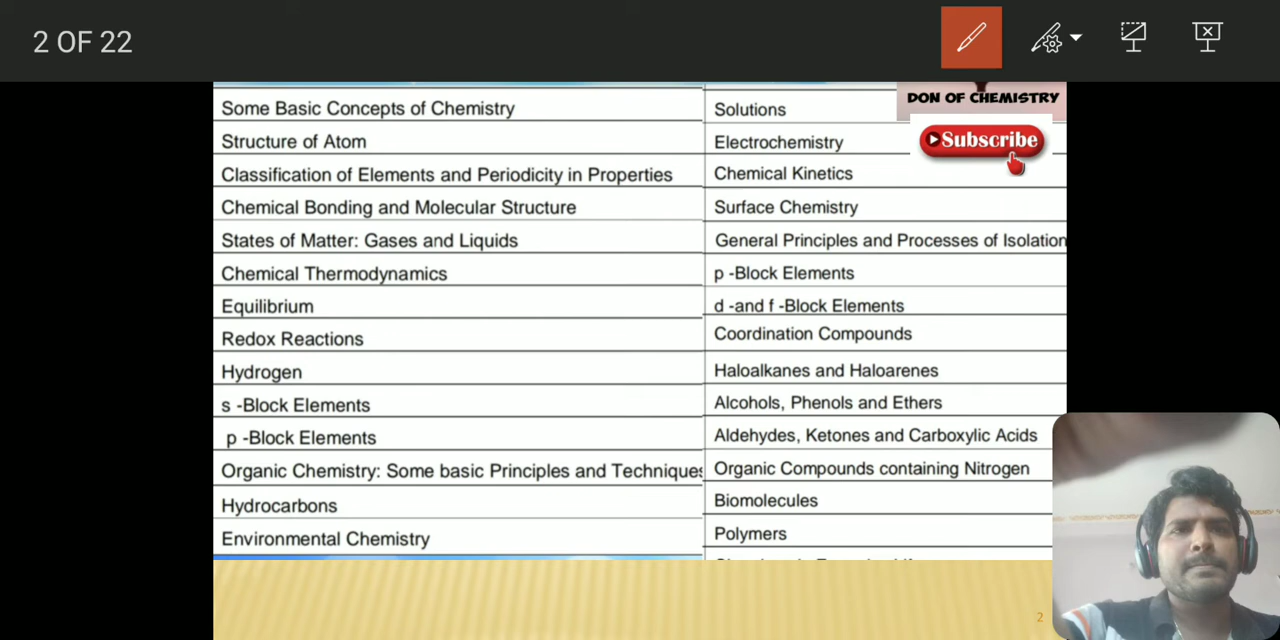 2 OF 22
Some Basic Concepts of Chemistry
Structure of Atom
Classification of Elements and Periodicity in Properties
Chemical Bonding and Molecular Structure
States of Matter: Gases and Liquids
Chemical Thermodynamics
Equilibrium
Redox Reactions
Hydrogen
s -Block Elements
p -Block Elements
Organic Chemistry: Some basic Principles and Techniques
Hydrocarbons
Environmental Chemistry
DON OF CHEMISTRY
Subscribe
Solutions
Electrochemistry
Chemical Kinetics
Surface Chemistry
General Principles and Processes of Isolation
p -Block Elements
d -and f -Block Elements
Coordination Compounds
Haloalkanes and Haloarenes
Alcohols, Phenols and Ethers
Aldehydes, Ketones and Carboxylic Acids
Organic Compounds containing Nitrogen
Biomolecules
Polymers
2